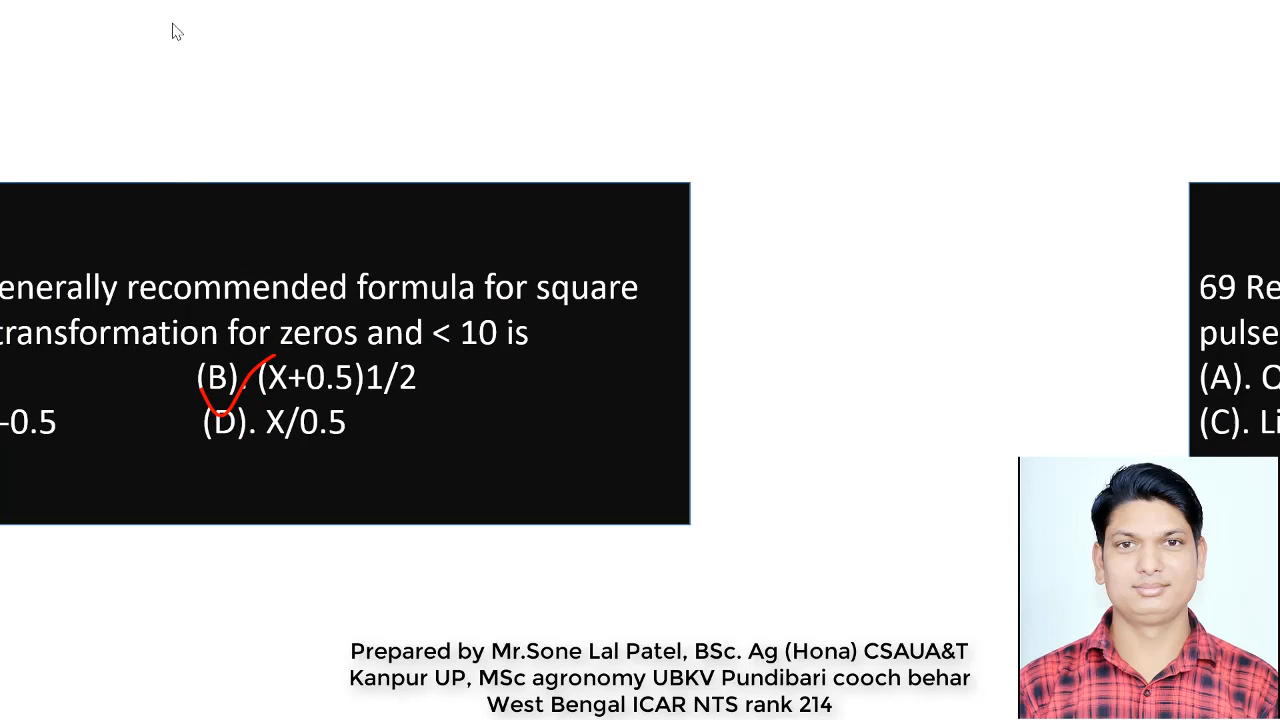 enerally recommended formula for square
transformation for zeros and < 10 is
(B). (X+0.5)1/2
-0.5 (D). X/0.5
69 Re
pulse
(A). Q
(C). Li
Prepared by Mr.Sone Lal Patel, BSc. Ag (Hona) CSAUA&T
Kanpur UP, MSc agronomy UBKV Pundibari cooch behar
West Bengal ICAR NTS rank 214